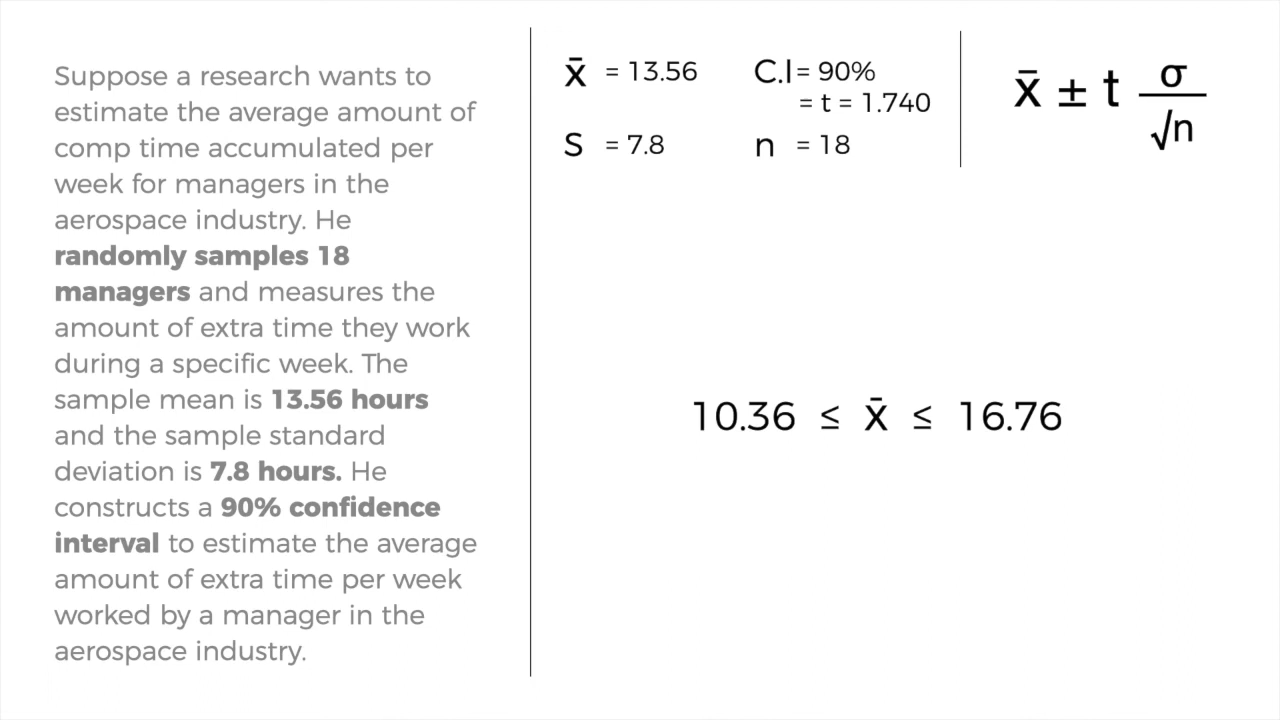 Suppose a research wants to
estimate the average amount of
comp time accumulated per
week for managers in the
aerospace industry. He
randomly samples 18
managers and measures the
amount of extra time they work
during a specific week. The
sample mean is 13.56 hours
and the sample standard
deviation is 7.8 hours. He
constructs a 90% confidence
interval to estimate the average
amount of extra time per week
worked by a manager in the
aerospace industry.
x̄ = 13.56
S = 7.8
C.I = 90%
= t = 1.740
n = 18
x̄ ± t σ
√n
10.36 ≤ x̄ ≤ 16.76